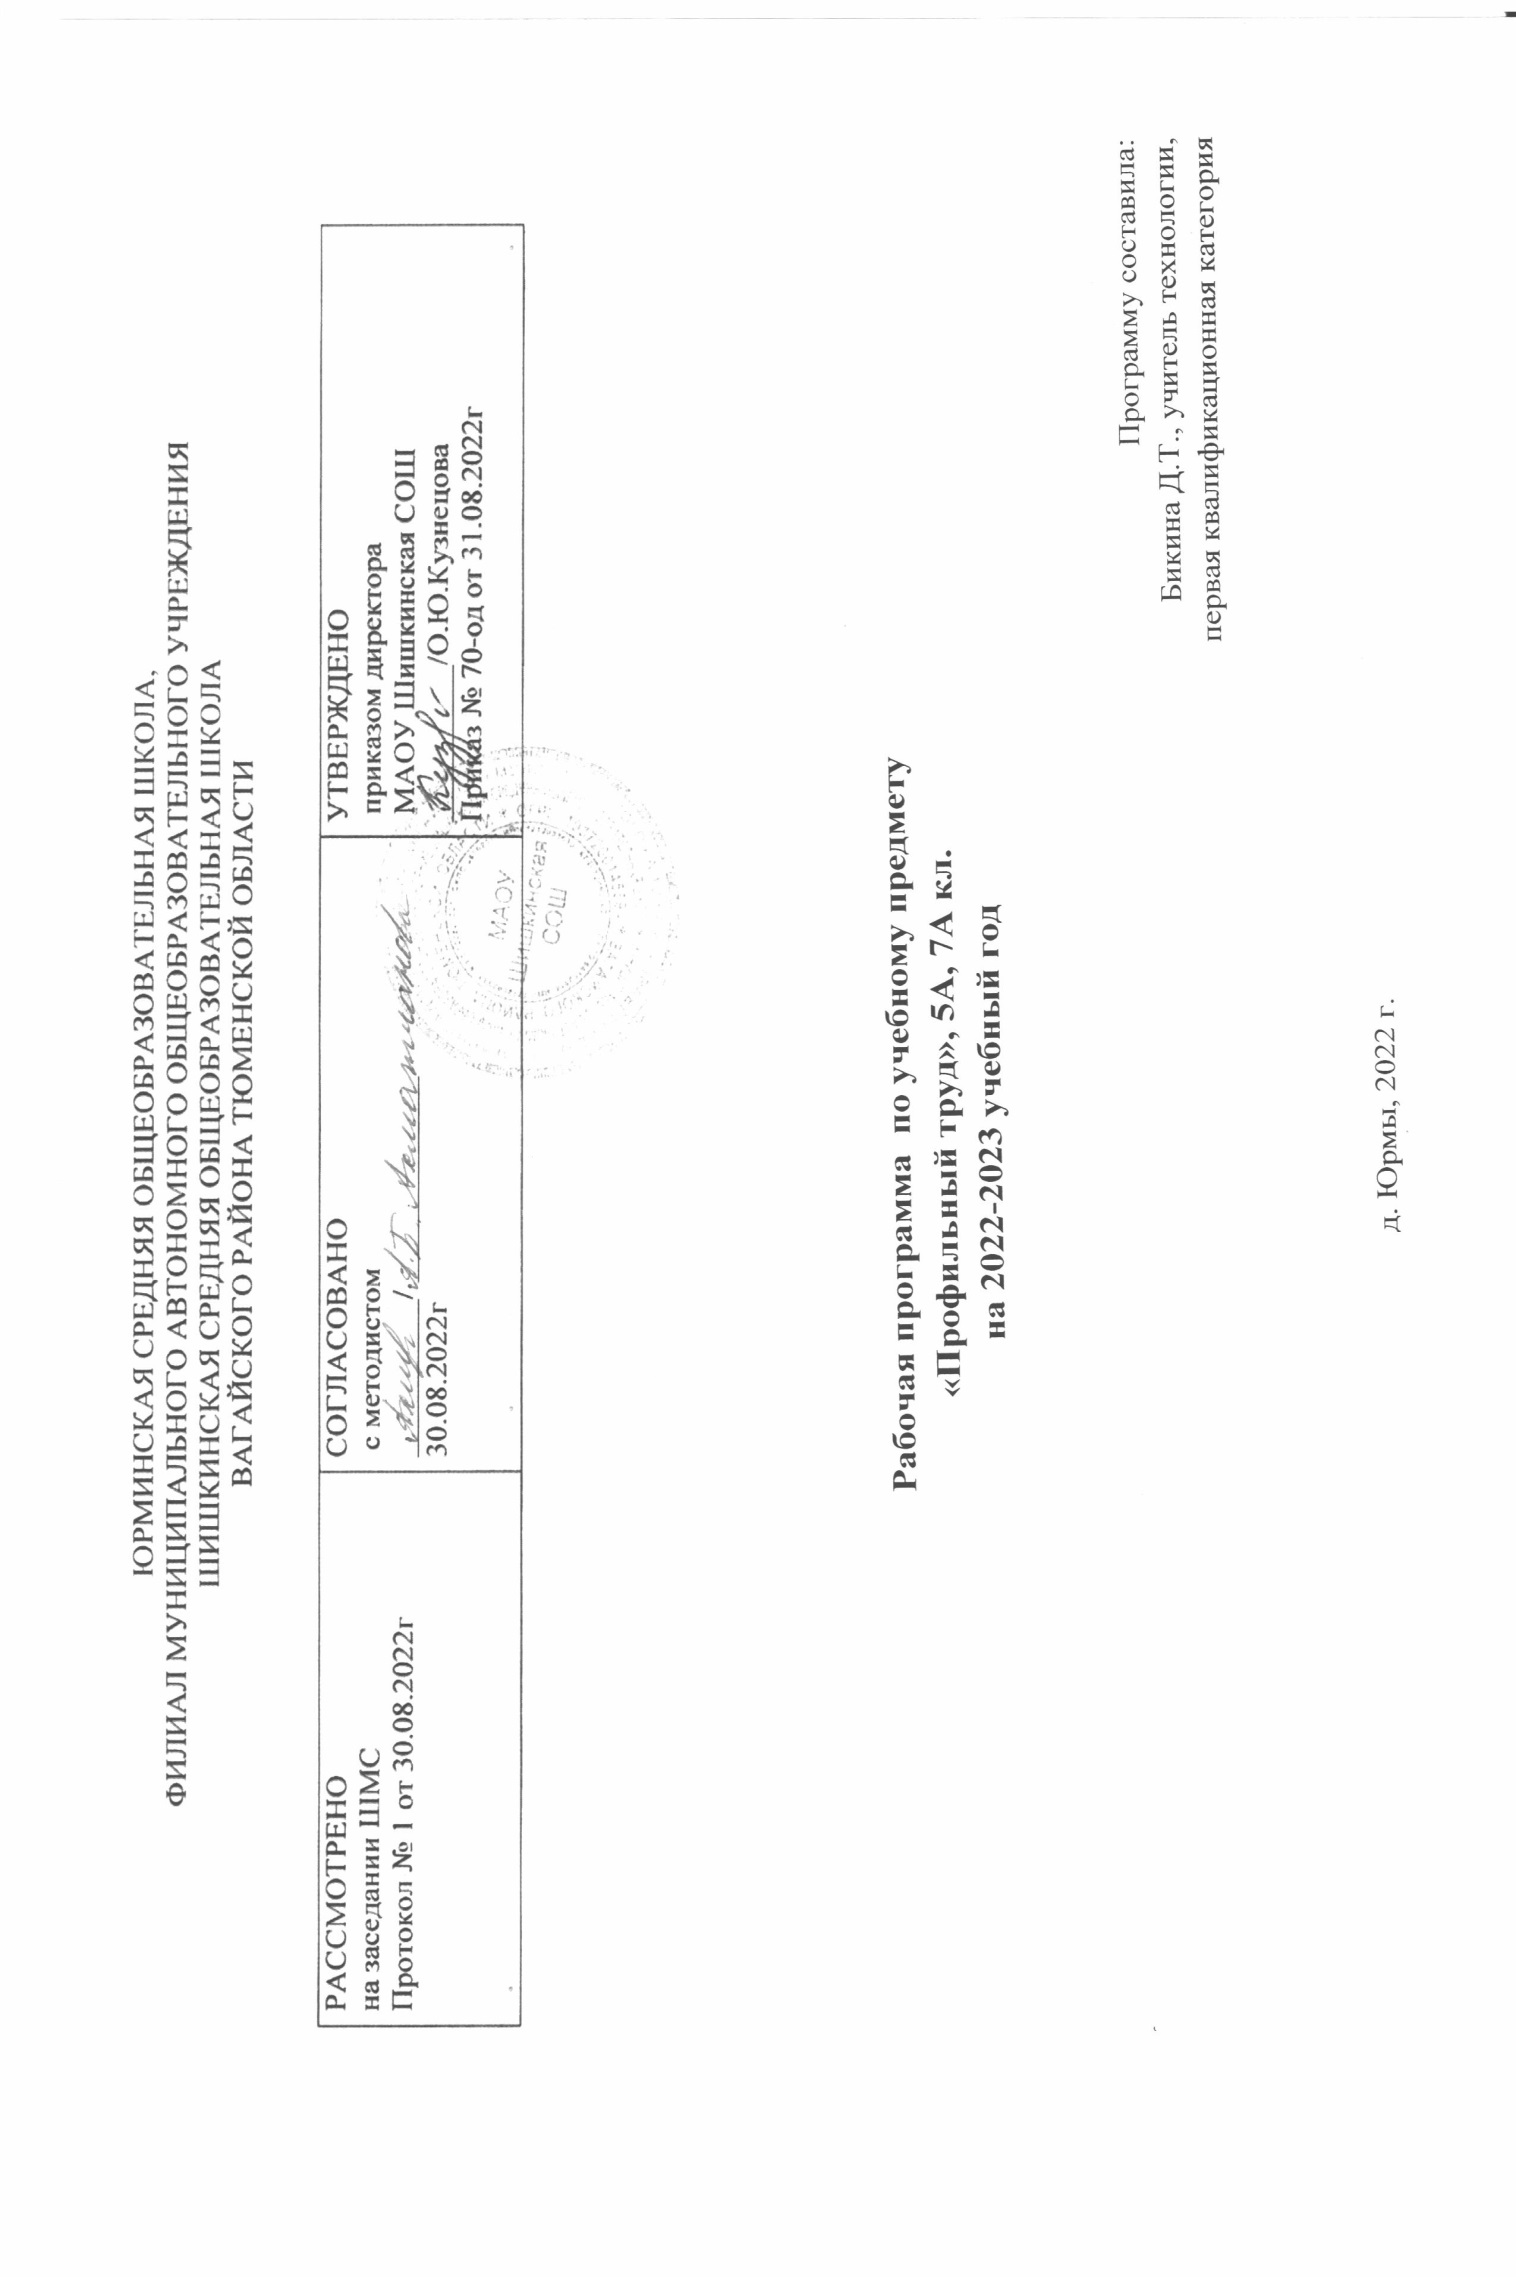 ЮРМИНСКАЯ СРЕДНЯЯ ОБЩЕОБРАЗОВАТЕЛЬНАЯ ШКОЛА,
ФИЛИАЛ МУНИЦИПАЛЬНОГО АВТОНОМНОГО ОБЩЕОБРАЗОВАТЕЛЬНОГО УЧРЕЖДЕНИЯ
ШИШКИНСКАЯ СРЕДНЯЯ ОБЩЕОБРАЗОВАТЕЛЬНАЯ ШКОЛА
ВАГАЙСКОГО РАЙОНА ТЮМЕНСКОЙ ОБЛАСТИ
РАССМОТРЕНО
на заседании ШМС
Протокол № 1 от 30.08.2022г
СОГЛАСОВАНО
с методистом
30.08.2022г
УТВЕРЖДЕНО
приказом директора
МАОУ Шишкинская СОШ
/О.Ю.Кузнецова
Приказ № 70-од от 31.08.2022г
МАОУ
Шишкинская
СОШ
Рабочая программа по учебному предмету
«Профильный труд», 5А, 7А кл.
на 2022-2023 учебный год
Программу составила:
Бикина Д.Т., учитель технологии,
первая квалификационная категория
д. Юрмы, 2022 г.